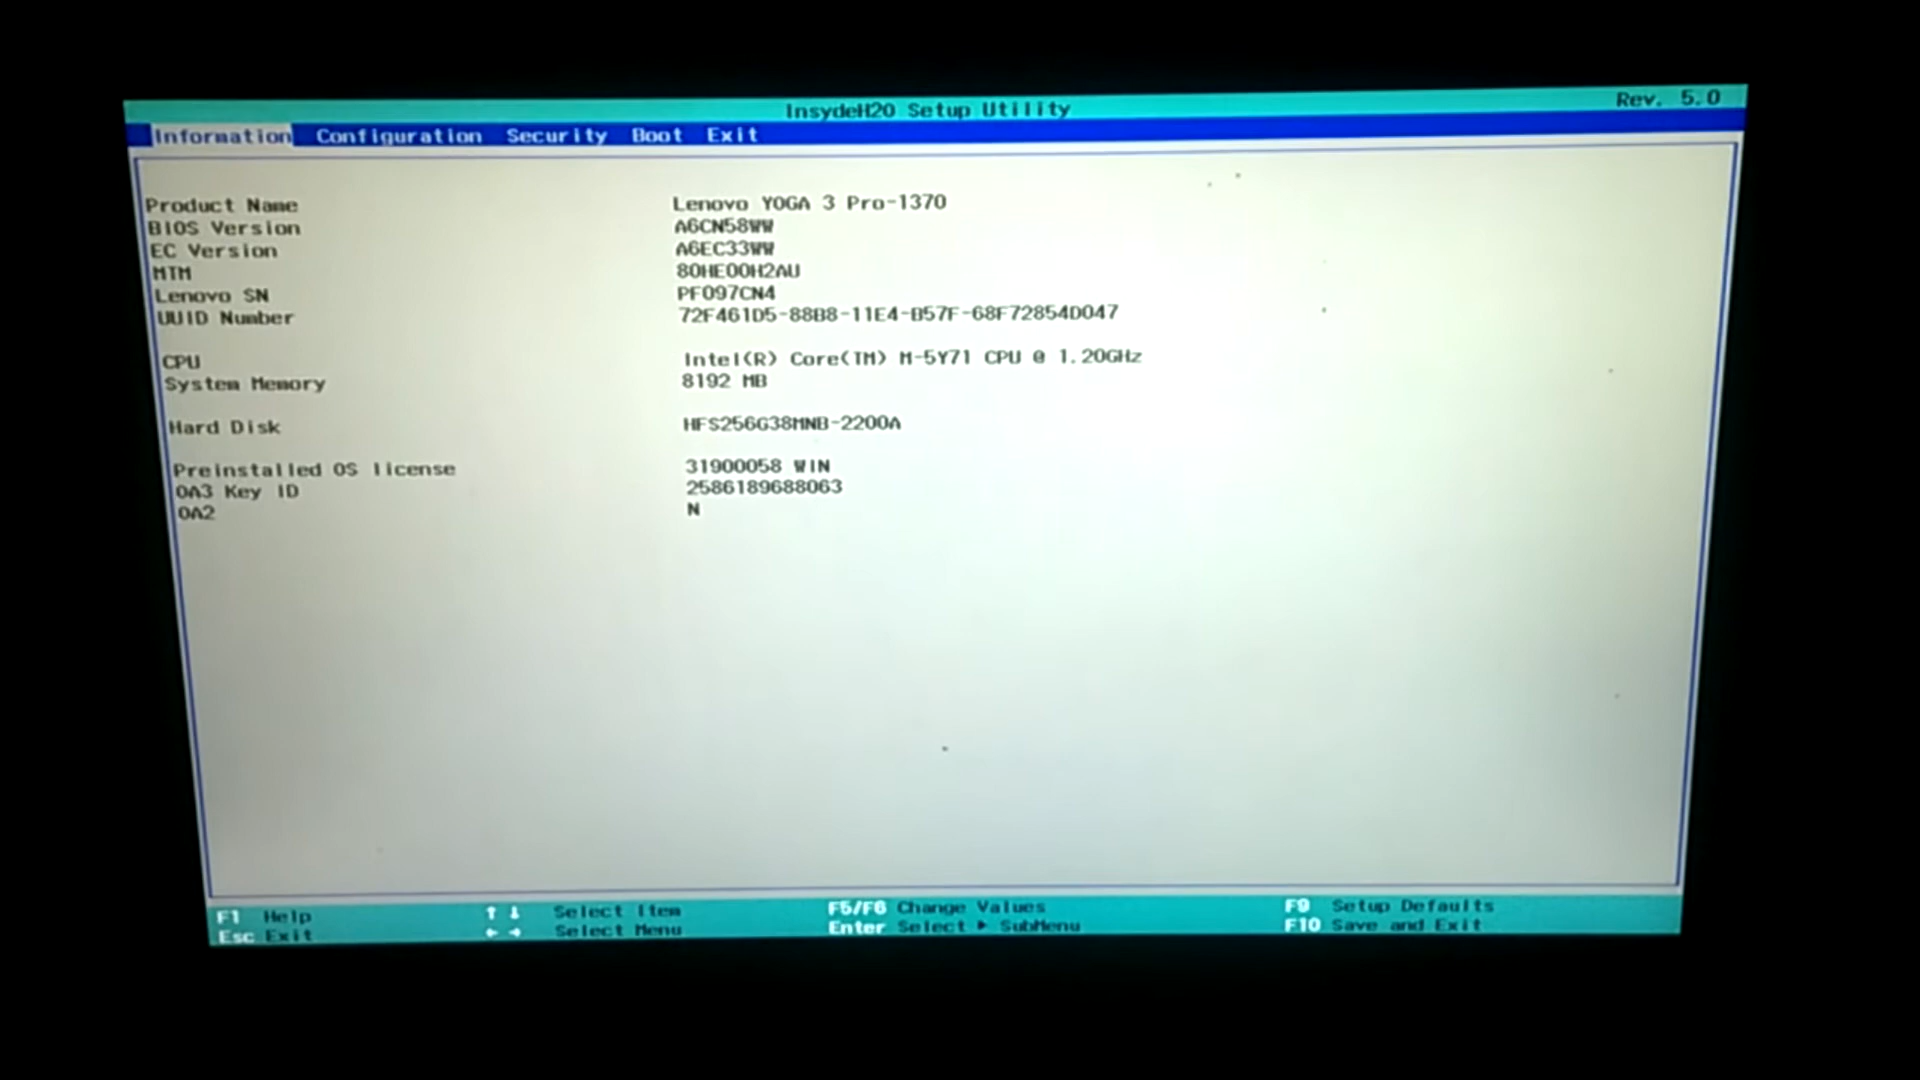 InsydeH20 Setup Utility Rev. 5.0
Information Configuration Security Boot Exit
Product Name Lenovo YOGA 3 Pro-1370
BIOS Version A6CN58WW
EC Version A6EC33WW
MTM 80HE00H2AU
Lenovo SN PF097CN4
UUID Number 72F461D5-88B8-11E4-B57F-68F72854D047
CPU Intel(R) Core(TM) M-5Y71 CPU @ 1.20GHz
System Memory 8192 MB
Hard Disk HFS256G38MNB-2200A
Preinstalled OS license 31900058 WIN
OA3 Key ID 2586189688063
OA2 N
F1 Help ↑ ↓ Select Item F5/F6 Change Values F9 Setup Defaults
Esc Exit ← → Select Menu Enter Select ▶ SubMenu F10 Save and Exit